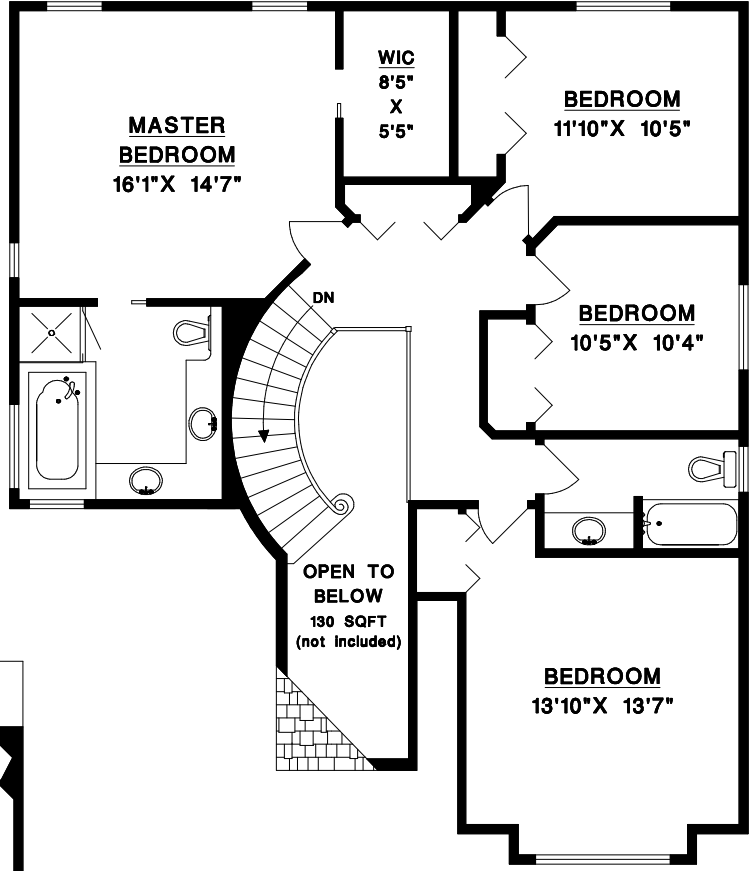 WIC
8'5"
X
5'5"
BEDROOM
11'10"X 10'5"
MASTER
BEDROOM
16'1"X 14'7"
DN
BEDROOM
10'5"X 10'4"
OPEN TO
BELOW
130 SQFT
(not included)
BEDROOM
13'10"X 13'7"